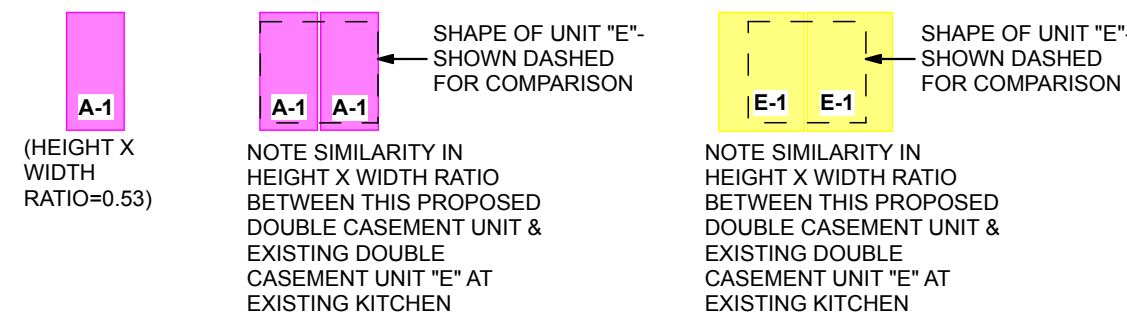 A-1
(HEIGHT X
WIDTH
RATIO=0.53)
A-1 A-1
SHAPE OF UNIT "E"-
SHOWN DASHED
FOR COMPARISON
NOTE SIMILARITY IN
HEIGHT X WIDTH RATIO
BETWEEN THIS PROPOSED
DOUBLE CASEMENT UNIT &
EXISTING DOUBLE
CASEMENT UNIT "E" AT
EXISTING KITCHEN
E-1 E-1
SHAPE OF UNIT "E"-
SHOWN DASHED
FOR COMPARISON
NOTE SIMILARITY IN
HEIGHT X WIDTH RATIO
BETWEEN THIS PROPOSED
DOUBLE CASEMENT UNIT &
EXISTING DOUBLE
CASEMENT UNIT "E" AT
EXISTING KITCHEN